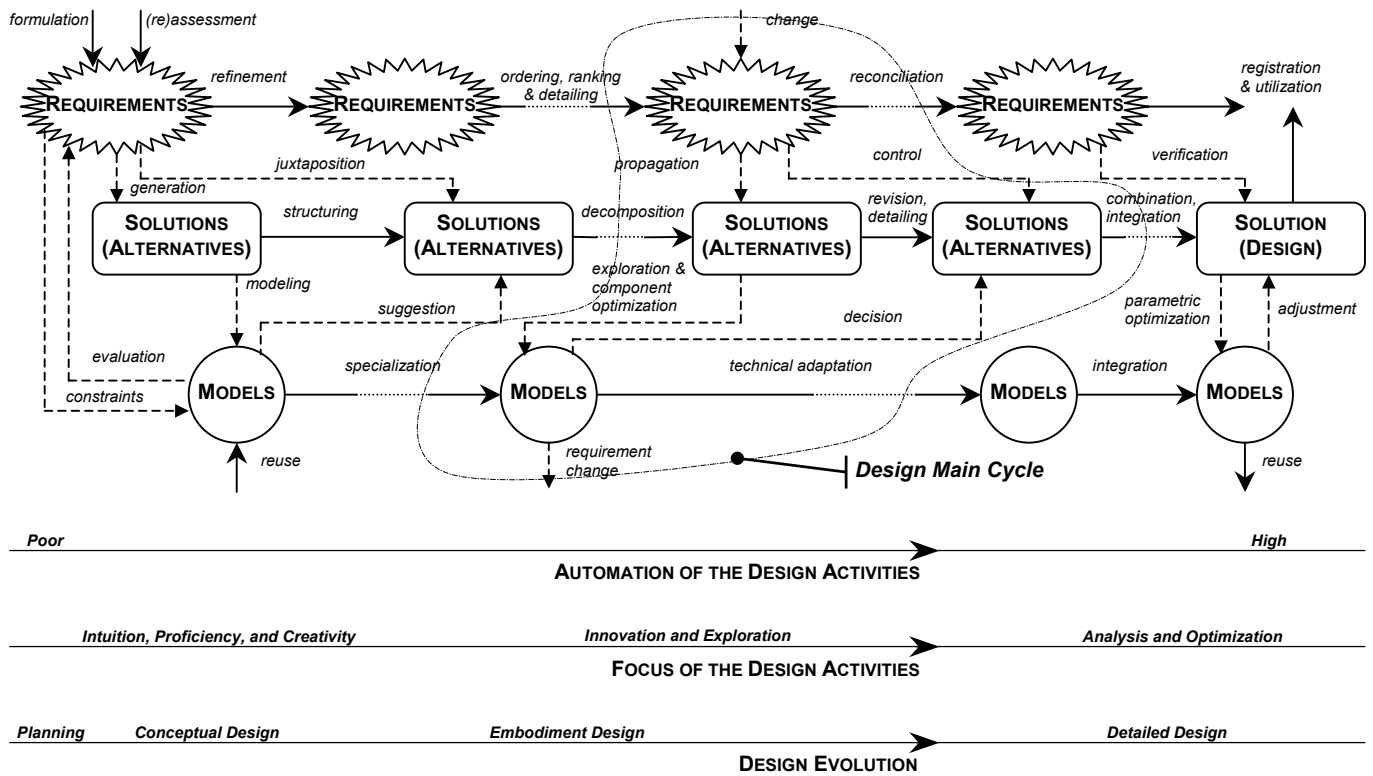 formulation
(re)assessment
change
refinement
ordering, ranking
& detailing
reconciliation
registration
& utilization
REQUIREMENTS
REQUIREMENTS
REQUIREMENTS
REQUIREMENTS
juxtaposition
propagation
control
verification
generation
structuring
decomposition
revision,
detailing
combination,
integration
SOLUTIONS
(ALTERNATIVES)
SOLUTIONS
(ALTERNATIVES)
SOLUTIONS
(ALTERNATIVES)
SOLUTIONS
(ALTERNATIVES)
SOLUTION
(DESIGN)
modeling
exploration &
component
optimization
suggestion
decision
parametric
optimization
adjustment
evaluation
constraints
specialization
technical adaptation
integration
MODELS
MODELS
MODELS
MODELS
reuse
requirement
change
Design Main Cycle
reuse
Poor
High
AUTOMATION OF THE DESIGN ACTIVITIES
Intuition, Proficiency, and Creativity
Innovation and Exploration
Analysis and Optimization
FOCUS OF THE DESIGN ACTIVITIES
Planning
Conceptual Design
Embodiment Design
Detailed Design
DESIGN EVOLUTION